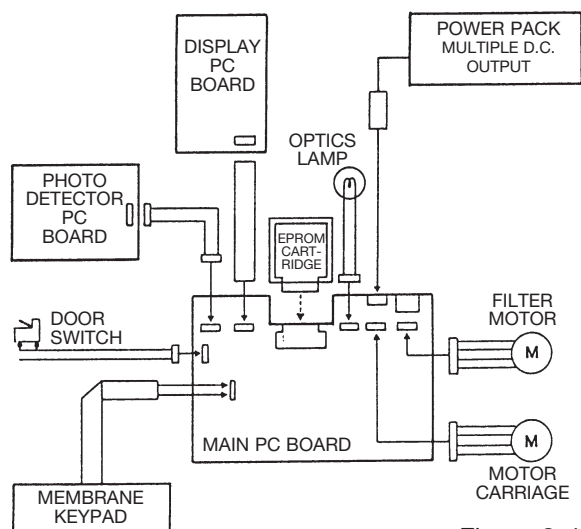 DISPLAY
PC
BOARD
POWER PACK
MULTIPLE D.C.
OUTPUT
OPTICS
LAMP
PHOTO
DETECTOR
PC
BOARD
EPROM
CART-
RIDGE
DOOR
SWITCH
FILTER
MOTOR
M
MAIN PC BOARD
M
MOTOR
CARRIAGE
MEMBRANE
KEYPAD